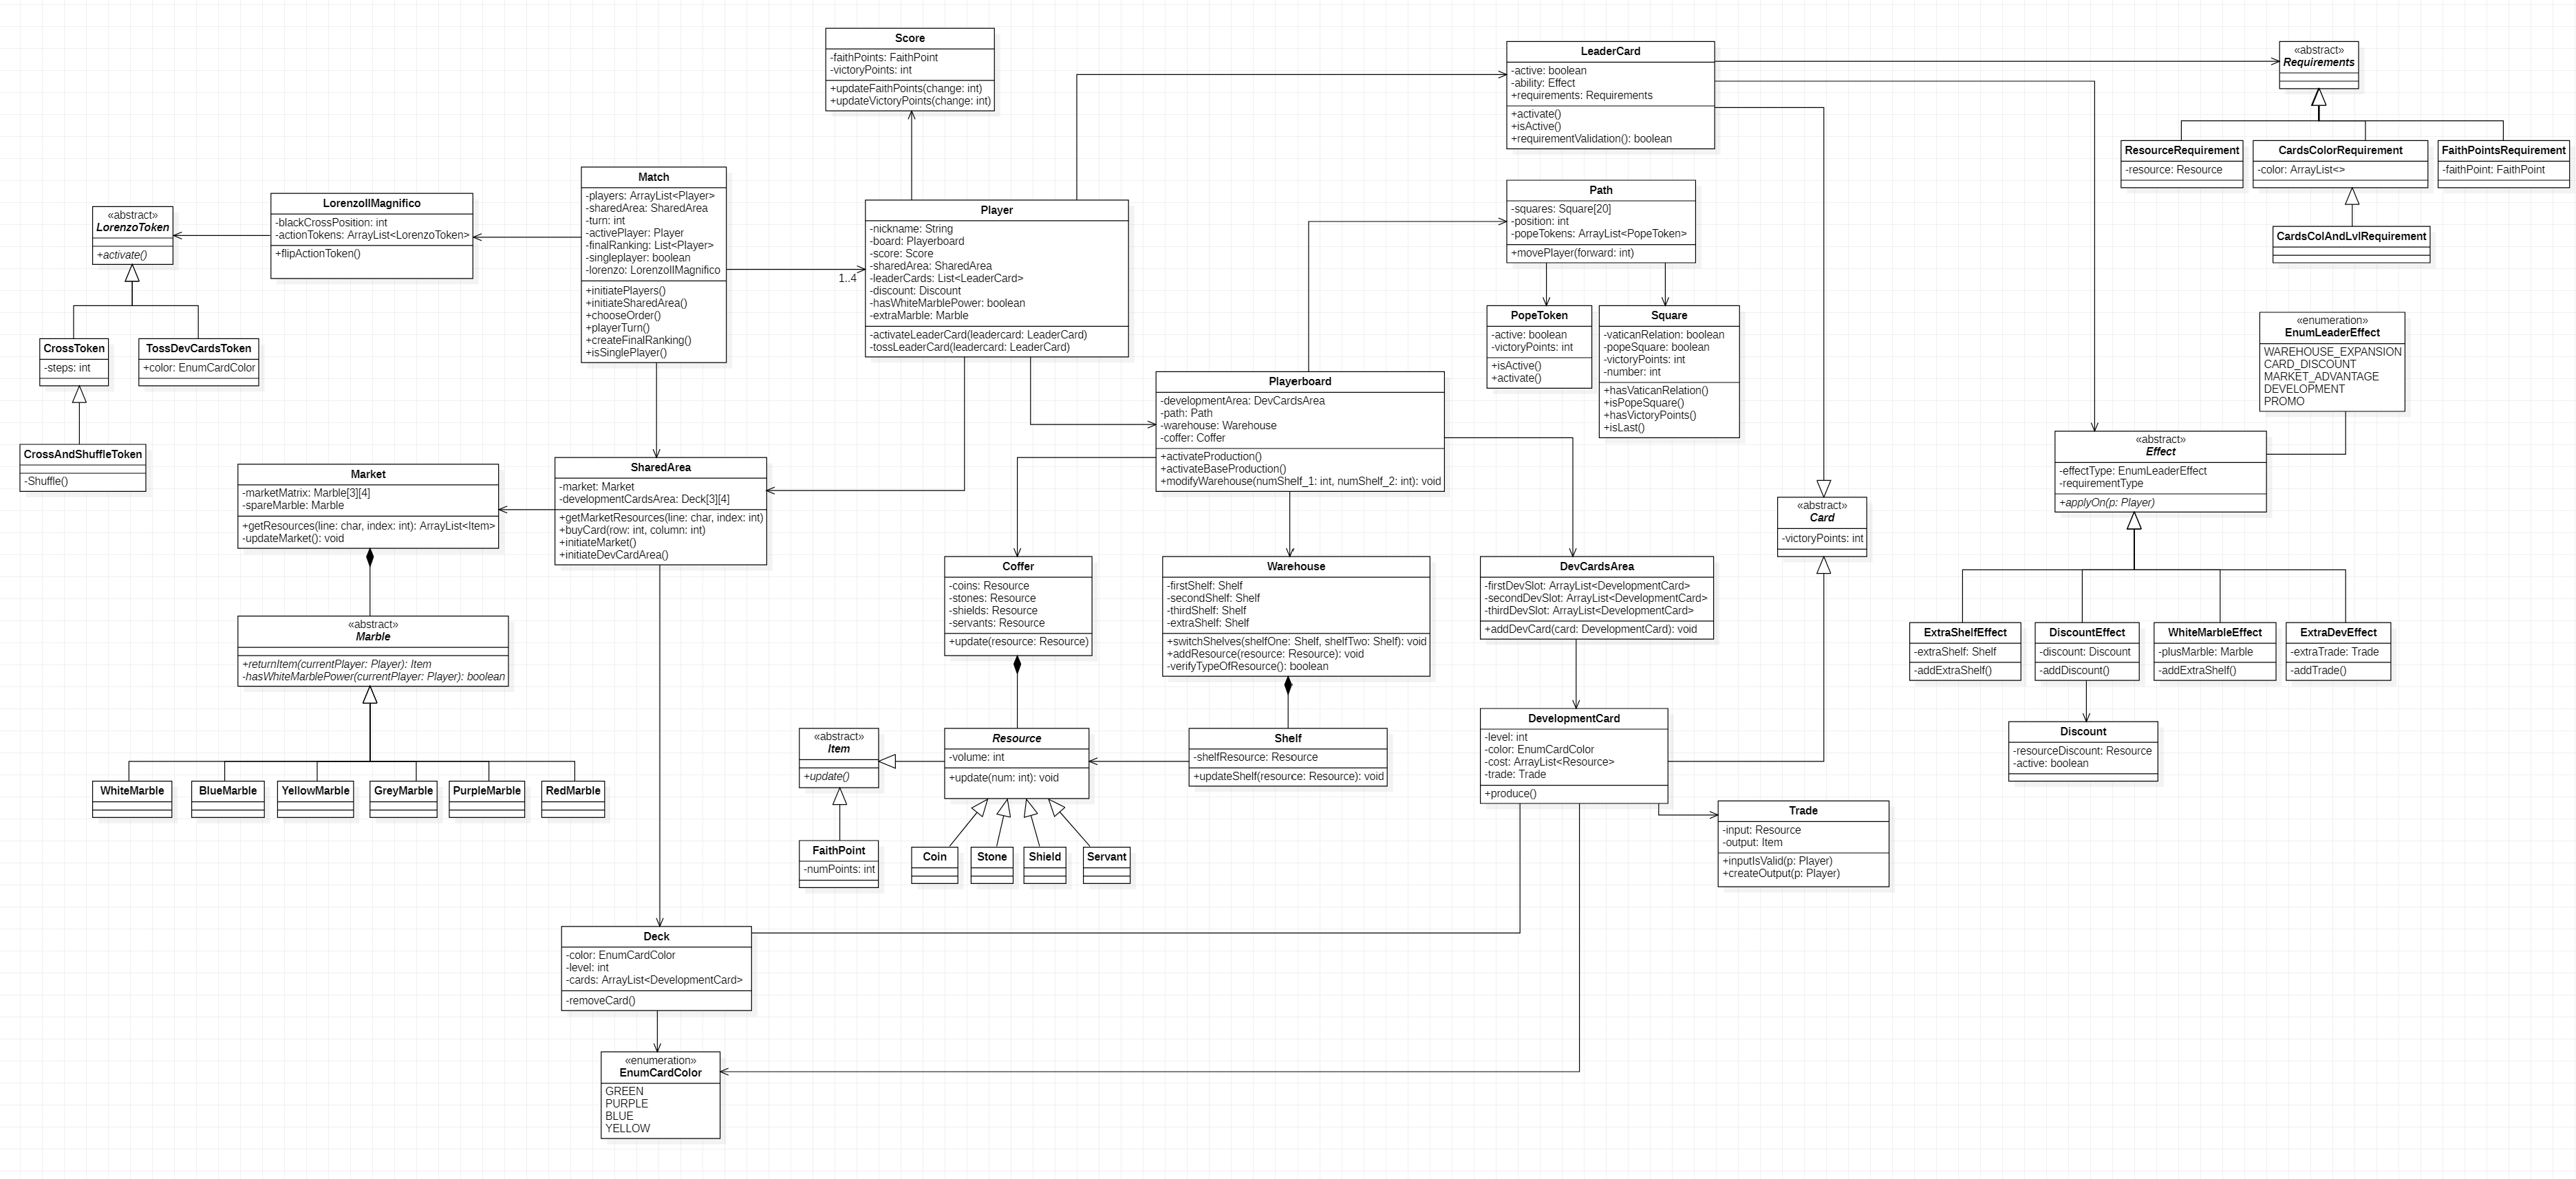 Score
-faithPoints: FaithPoint
-victoryPoints: int
+updateFaithPoints(change: int)
+updateVictoryPoints(change: int)
LeaderCard
-active: boolean
-ability: Effect
+requirements: Requirements
+activate()
+isActive()
+requirementValidation(): boolean
«abstract»
Requirements
ResourceRequirement
-resource: Resource
CardsColorRequirement
-color: ArrayList<>
FaithPointsRequirement
-faithPoint: FaithPoint
CardsColAndLvlRequirement
Match
-players: ArrayList<Player>
-sharedArea: SharedArea
-turn: int
-activePlayer: Player
-finalRanking: List<Player>
-singleplayer: boolean
-lorenzo: LorenzoIlMagnifico
+initiatePlayers()
+initiateSharedArea()
+chooseOrder()
+playerTurn()
+createFinalRanking()
+isSinglePlayer()
1..4
LorenzoIlMagnifico
-blackCrossPosition: int
-actionTokens: ArrayList<LorenzoToken>
+flipActionToken()
«abstract»
LorenzoToken
+activate()
Player
-nickname: String
-board: Playerboard
-score: Score
-sharedArea: SharedArea
-leaderCards: List<LeaderCard>
-discount: Discount
-hasWhiteMarblePower: boolean
-extraMarble: Marble
-activateLeaderCard(leadercard: LeaderCard)
-tossLeaderCard(leadercard: LeaderCard)
Path
-squares: Square[20]
-position: int
-popeTokens: ArrayList<PopeToken>
+movePlayer(forward: int)
PopeToken
-active: boolean
-victoryPoints: int
+isActive()
+activate()
Square
-vaticanRelation: boolean
-popeSquare: boolean
-victoryPoints: int
-number: int
+hasVaticanRelation()
+isPopeSquare()
+hasVictoryPoints()
+isLast()
«enumeration»
EnumLeaderEffect
WAREHOUSE_EXPANSION
CARD_DISCOUNT
MARKET_ADVANTAGE
DEVELOPMENT
PROMO
CrossToken
-steps: int
TossDevCardsToken
+color: EnumCardColor
CrossAndShuffleToken
-Shuffle()
Playerboard
-developmentArea: DevCardsArea
-path: Path
-warehouse: Warehouse
-coffer: Coffer
+activateProduction()
+activateBaseProduction()
+modifyWarehouse(numShelf_1: int, numShelf_2: int): void
«abstract»
Effect
-effectType: EnumLeaderEffect
-requirementType
+applyOn(p: Player)
Market
-marketMatrix: Marble[3][4]
-spareMarble: Marble
+getResources(line: char, index: int): ArrayList<Item>
-updateMarket(): void
SharedArea
-market: Market
-developmentCardsArea: Deck[3][4]
+getMarketResources(line: char, index: int)
+buyCard(row: int, column: int)
+initiateMarket()
+initiateDevCardArea()
«abstract»
Card
-victoryPoints: int
Coffer
-coins: Resource
-stones: Resource
-shields: Resource
-servants: Resource
+update(resource: Resource)
Warehouse
-firstShelf: Shelf
-secondShelf: Shelf
-thirdShelf: Shelf
-extraShelf: Shelf
+switchShelves(shelfOne: Shelf, shelfTwo: Shelf): void
+addResource(resource: Resource): void
-verifyTypeOfResource(): boolean
DevCardsArea
-firstDevSlot: ArrayList<DevelopmentCard>
-secondDevSlot: ArrayList<DevelopmentCard>
-thirdDevSlot: ArrayList<DevelopmentCard>
+addDevCard(card: DevelopmentCard): void
«abstract»
Marble
+returnItem(currentPlayer: Player): Item
-hasWhiteMarblePower(currentPlayer: Player): boolean
ExtraShelfEffect
-extraShelf: Shelf
-addExtraShelf()
DiscountEffect
-discount: Discount
-addDiscount()
WhiteMarbleEffect
-plusMarble: Marble
-addExtraShelf()
ExtraDevEffect
-extraTrade: Trade
-addTrade()
Discount
-resourceDiscount: Resource
-active: boolean
WhiteMarble
BlueMarble
YellowMarble
GreyMarble
PurpleMarble
RedMarble
«abstract»
Item
+update()
Resource
-volume: int
+update(num: int): void
Shelf
-shelfResource: Resource
+updateShelf(resource: Resource): void
DevelopmentCard
-level: int
-color: EnumCardColor
-cost: ArrayList<Resource>
-trade: Trade
+produce()
Trade
-input: Resource
-output: Item
+inputIsValid(p: Player)
+createOutput(p: Player)
FaithPoint
-numPoints: int
Coin
Stone
Shield
Servant
Deck
-color: EnumCardColor
-level: int
-cards: ArrayList<DevelopmentCard>
-removeCard()
«enumeration»
EnumCardColor
GREEN
PURPLE
BLUE
YELLOW